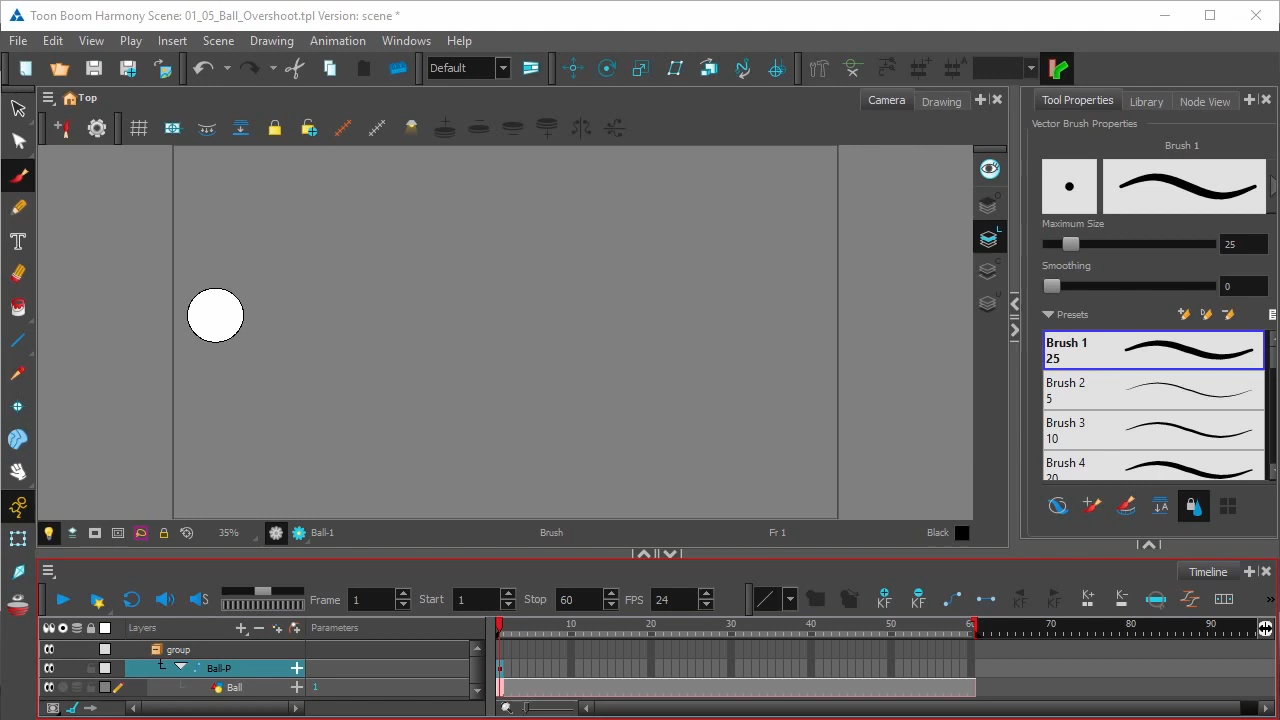 Toon Boom Harmony Scene: 01_05_Ball_Overshoot.tpl Version: scene *
File Edit View Play Insert Scene Drawing Animation Windows Help
Default
Top
Camera Drawing
Tool Properties Library Node View
Vector Brush Properties
Brush 1
Maximum Size
25
Smoothing
0
Presets
Brush 1
25
Brush 2
5
Brush 3
10
Brush 4
20
35% Ball-1 Brush Fr 1 Black
Timeline
Frame 1 Start 1 Stop 60 FPS 24
Layers Parameters
10 20 30 40 50 60 70 80 90
group
Ball-P
Ball 1